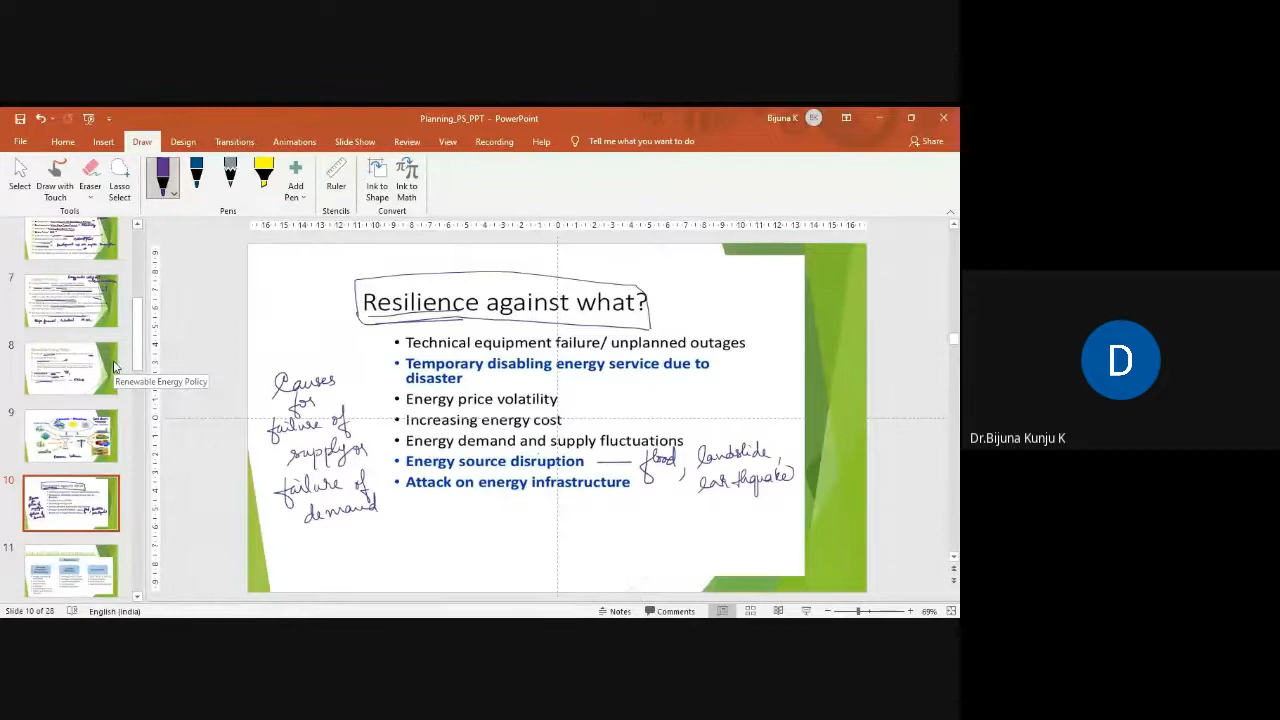 Planning_PS_PPT - PowerPoint
Bijuna K
BK
File
Home
Insert
Draw
Design
Transitions
Animations
Slide Show
Review
View
Recording
Help
Tell me what you want to do
Share
Select
Draw with Touch
Eraser
Lasso Select
Add Pen
Ruler
Ink to Shape
Ink to Math
Tools
Pens
Stencils
Convert
7
8
Renewable Energy Policy
9
10
11
Resilience against what?
• Technical equipment failure/ unplanned outages
• Temporary disabling energy service due to
disaster
• Energy price volatility
• Increasing energy cost
• Energy demand and supply fluctuations
• Energy source disruption — flood, landslide,
earthquake
• Attack on energy infrastructure
Causes
for
failure of
supply or
failure of
demand
Slide 10 of 28
English (India)
Notes
Comments
69%
D
Dr.Bijuna Kunju K